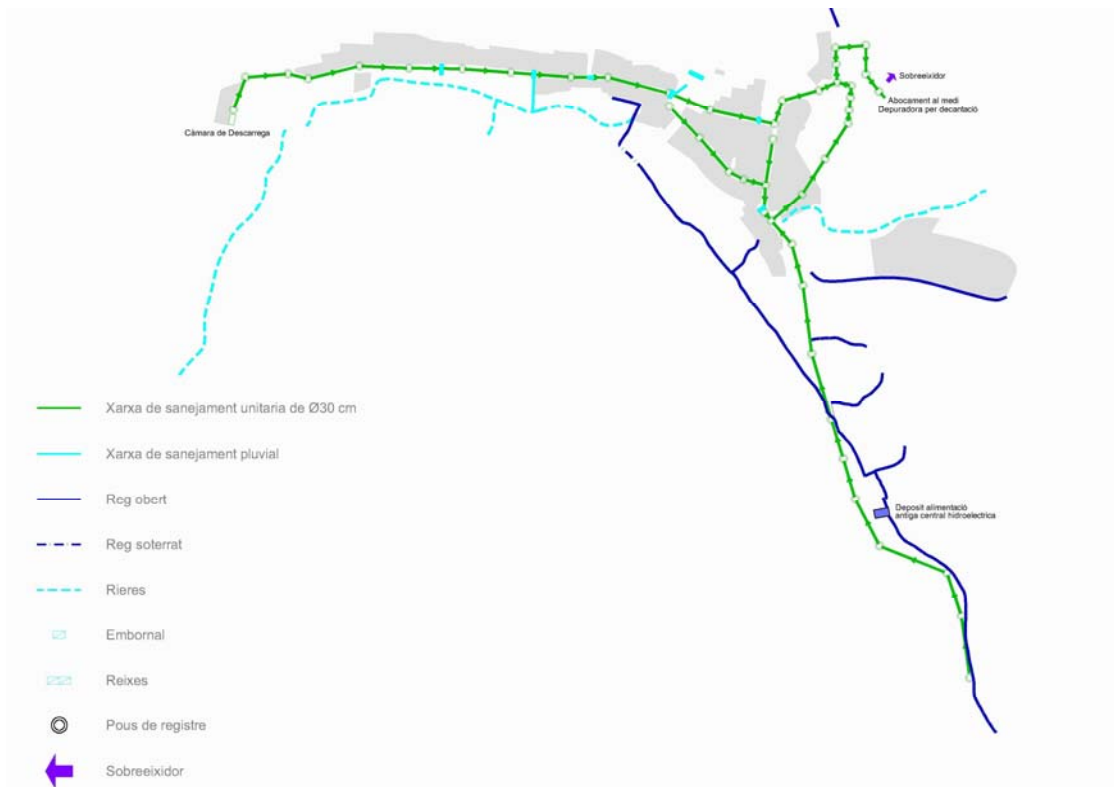 Sobreeixidor
Abocament al medi
Depuradora per decantació
Càmara de Descarrega
Xarxa de sanejament unitaria de Ø30 cm
Xarxa de sanejament pluvial
Reg obert
Deposit alimentació
antiga central hidroelectrica
Reg soterrat
Rieres
Embornal
Reixes
Pous de registre
Sobreeixidor